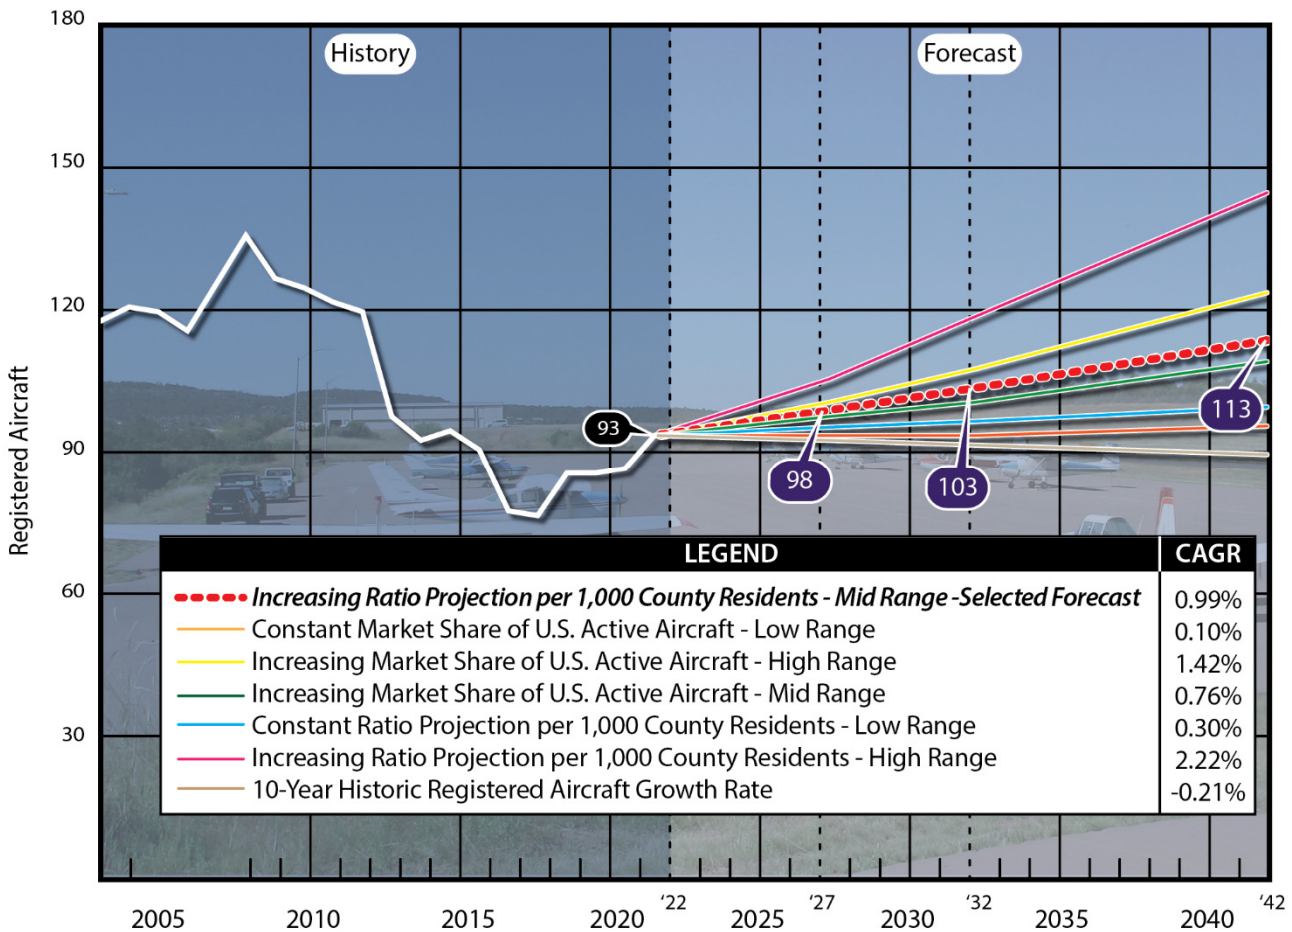 180
History
Forecast
150
120
Registered Aircraft
93
98
103
113
90
60
30
LEGEND CAGR
Increasing Ratio Projection per 1,000 County Residents - Mid Range -Selected Forecast 0.99%
Constant Market Share of U.S. Active Aircraft - Low Range 0.10%
Increasing Market Share of U.S. Active Aircraft - High Range 1.42%
Increasing Market Share of U.S. Active Aircraft - Mid Range 0.76%
Constant Ratio Projection per 1,000 County Residents - Low Range 0.30%
Increasing Ratio Projection per 1,000 County Residents - High Range 2.22%
10-Year Historic Registered Aircraft Growth Rate -0.21%
2005 2010 2015 2020 ‘22 2025 ‘27 2030 ‘32 2035 2040 ‘42